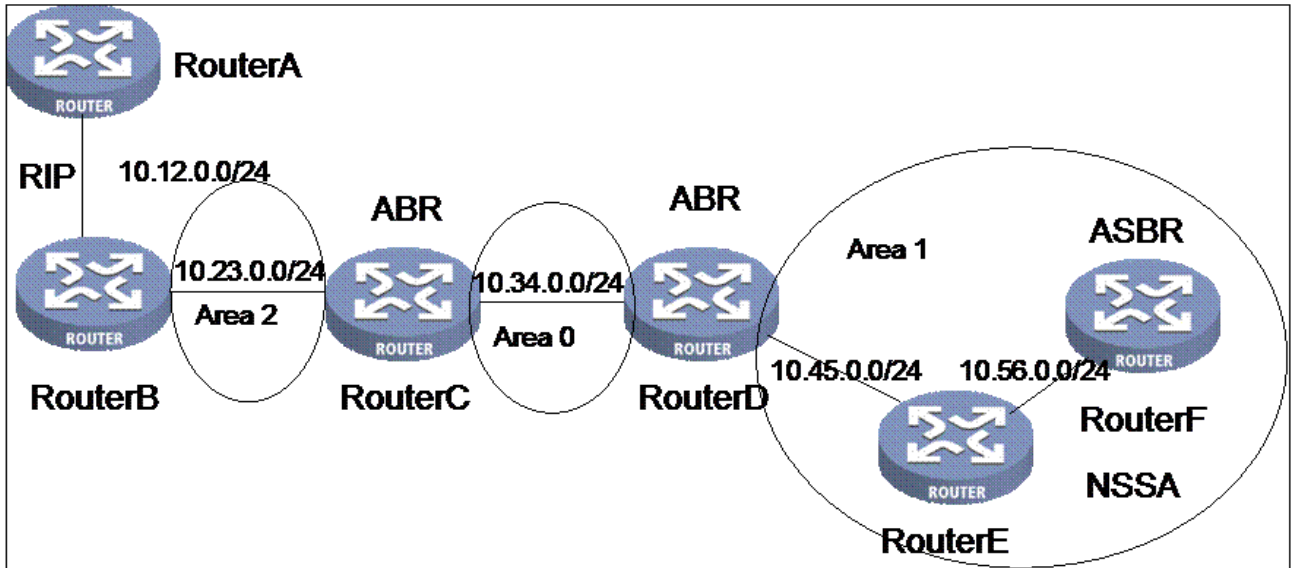 RouterA
ROUTER
RIP
10.12.0.0/24
ABR
ABR
Area 1
ASBR
10.23.0.0/24
10.34.0.0/24
Area 2
Area 0
ROUTER
ROUTER
ROUTER
ROUTER
10.45.0.0/24
10.56.0.0/24
RouterB
RouterC
RouterD
RouterF
NSSA
ROUTER
RouterE